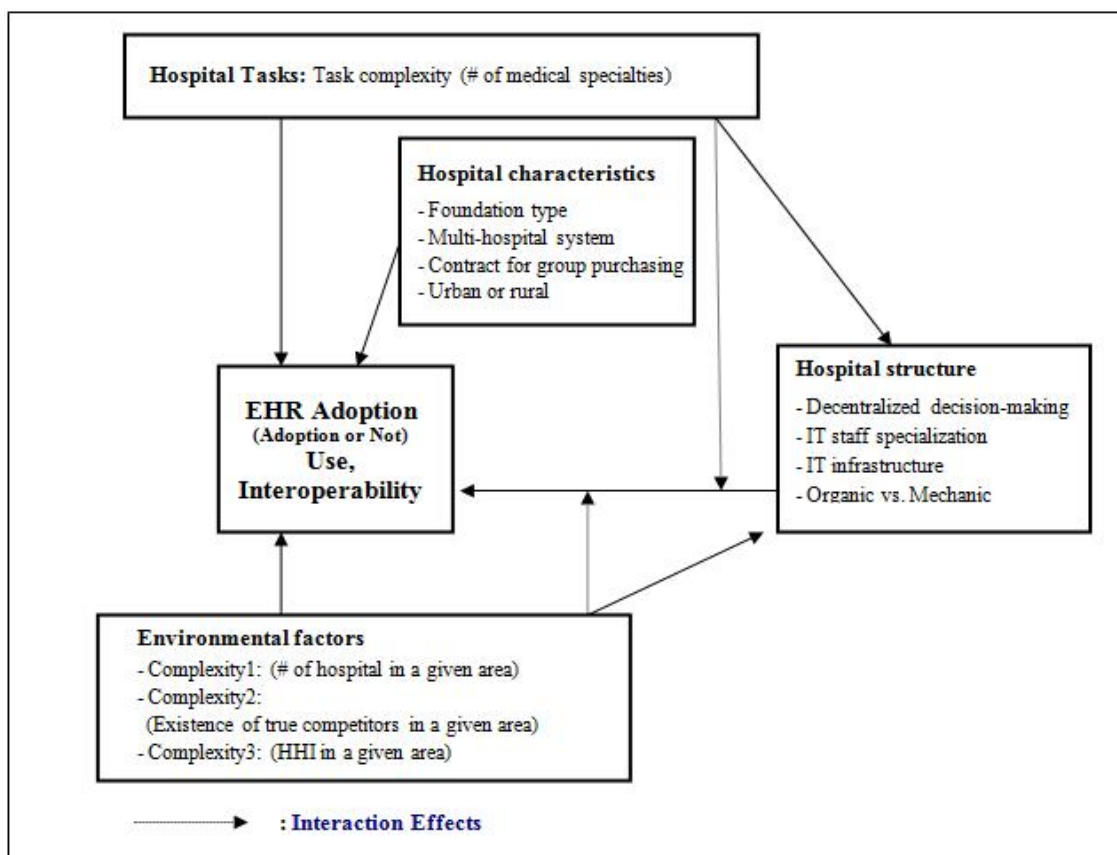 Hospital Tasks: Task complexity (# of medical specialties)
Hospital characteristics
- Foundation type
- Multi-hospital system
- Contract for group purchasing
- Urban or rural
EHR Adoption
(Adoption or Not)
Use,
Interoperability
Hospital structure
- Decentralized decision-making
- IT staff specialization
- IT infrastructure
- Organic vs. Mechanic
Environmental factors
- Complexity1: (# of hospital in a given area)
- Complexity2:
(Existence of true competitors in a given area)
- Complexity3: (HHI in a given area)
: Interaction Effects